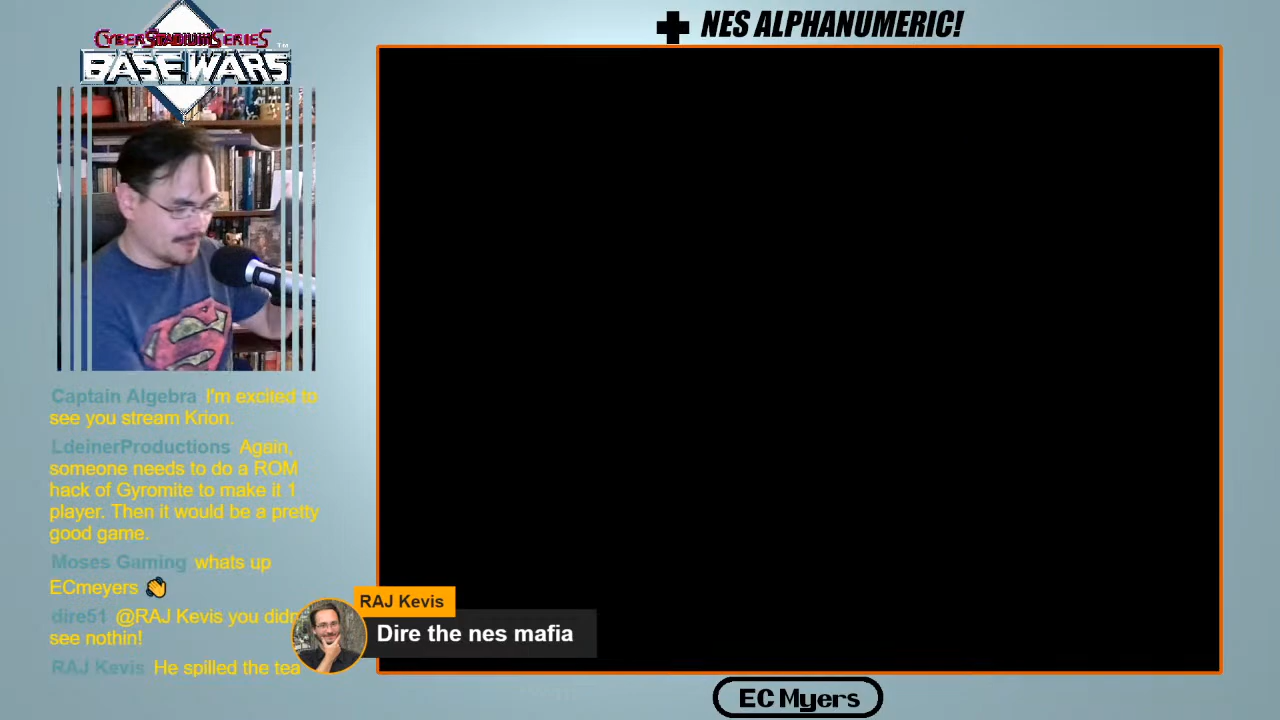 CYBERSTADIUMSERIES
BASE WARS
TM
NES ALPHANUMERIC!
Captain Algebra I'm excited to
see you stream Krion.
LdeinerProductions Again,
someone needs to do a ROM
hack of Gyromite to make it 1
player. Then it would be a pretty
good game.
Moses Gaming whats up
ECmeyers 👏
dire51 @RAJ Kevis you didn
see nothin!
RAJ Kevis He spilled the tea
RAJ Kevis
Dire the nes mafia
EC Myers